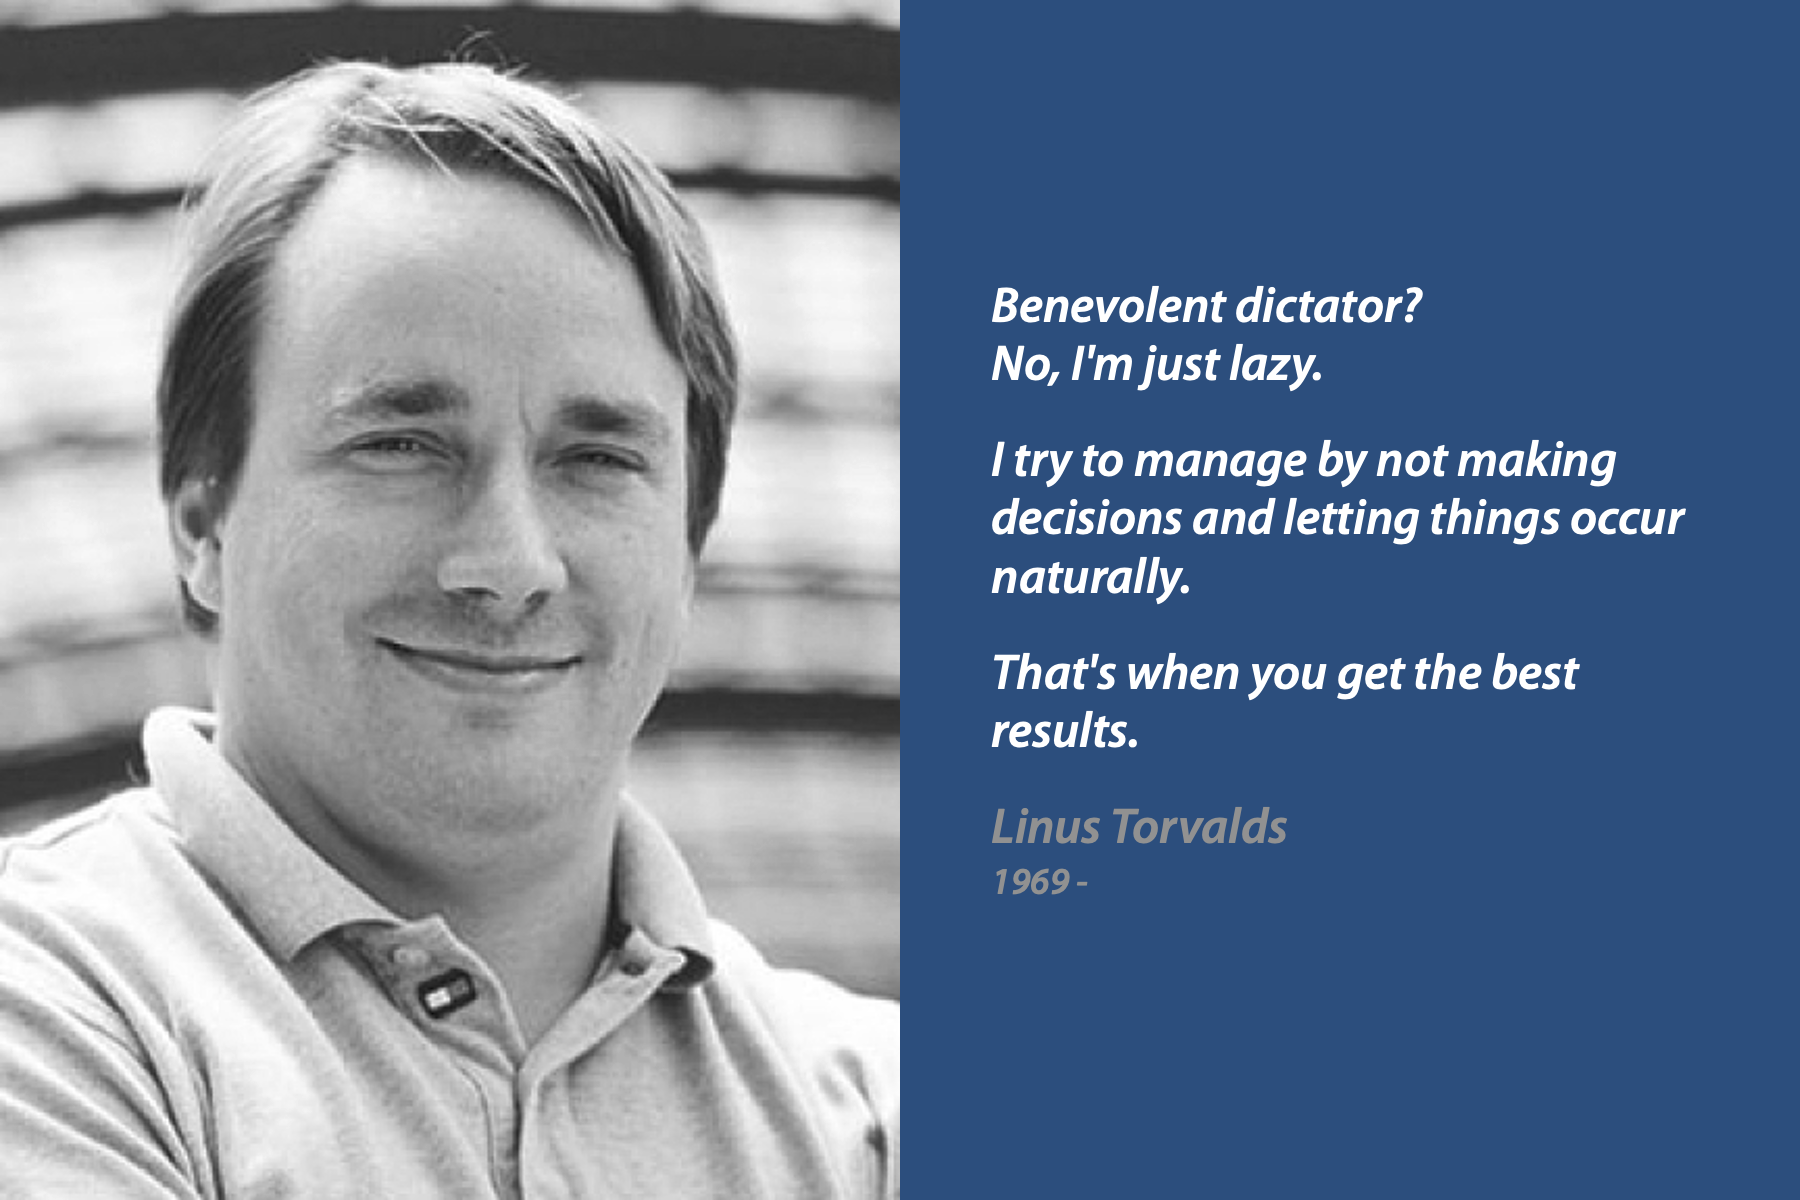 Benevolent dictator?
No, I'm just lazy.
I try to manage by not making
decisions and letting things occur
naturally.
That's when you get the best
results.
Linus Torvalds
1969 -